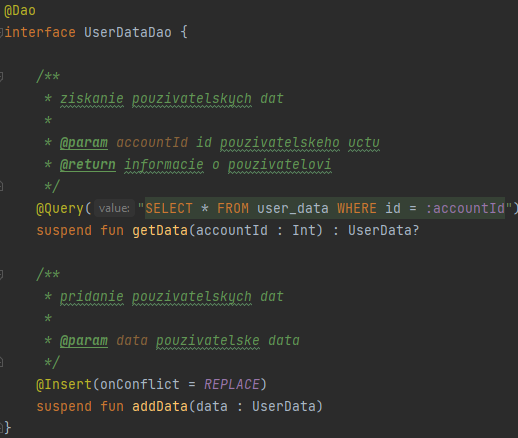 @Dao
interface UserDataDao {
/**
* ziskanie pouzivatelskych dat
*
* @param accountId id pouzivatelskeho uctu
* @return informacie o pouzivatelovi
*/
@Query( value: "SELECT * FROM user_data WHERE id = :accountId")
suspend fun getData(accountId : Int) : UserData?
/**
* pridanie pouzivatelskych dat
*
* @param data pouzivatelske data
*/
@Insert(onConflict = REPLACE)
suspend fun addData(data : UserData)
}